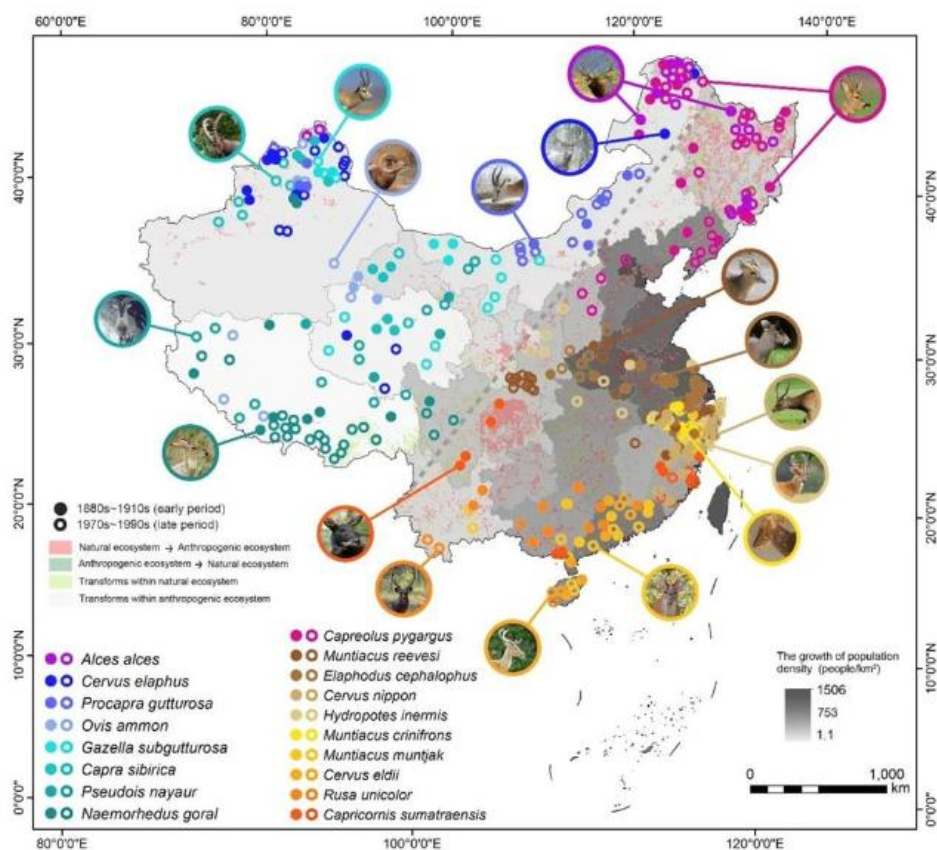 60°0'0"E
80°0'0"E
100°0'0"E
120°0'0"E
140°0'0"E
40°0'0"N
40°0'0"N
30°0'0"N
30°0'0"N
20°0'0"N
20°0'0"N
10°0'0"N
10°0'0"N
0°0'0"
0°0'0"
1880s~1910s (early period)
1970s~1990s (late period)
Natural ecosystem → Anthropogenic ecosystem
Anthropogenic ecosystem → Natural ecosystem
Transforms within natural ecosystem
Transforms within anthropogenic ecosystem
Alces alces
Cervus elaphus
Procapra gutturosa
Ovis ammon
Gazella subgutturosa
Capra sibirica
Pseudois nayaur
Naemorhedus goral
Capreolus pygargus
Muntiacus reevesi
Elaphodus cephalophus
Cervus nippon
Hydropotes inermis
Muntiacus crinifrons
Muntiacus muntjak
Cervus eldii
Rusa unicolor
Capricornis sumatraensis
The growth of population
density (people/km²)
1506
753
1.1
0
1,000
km
80°0'0"E
100°0'0"E
120°0'0"E